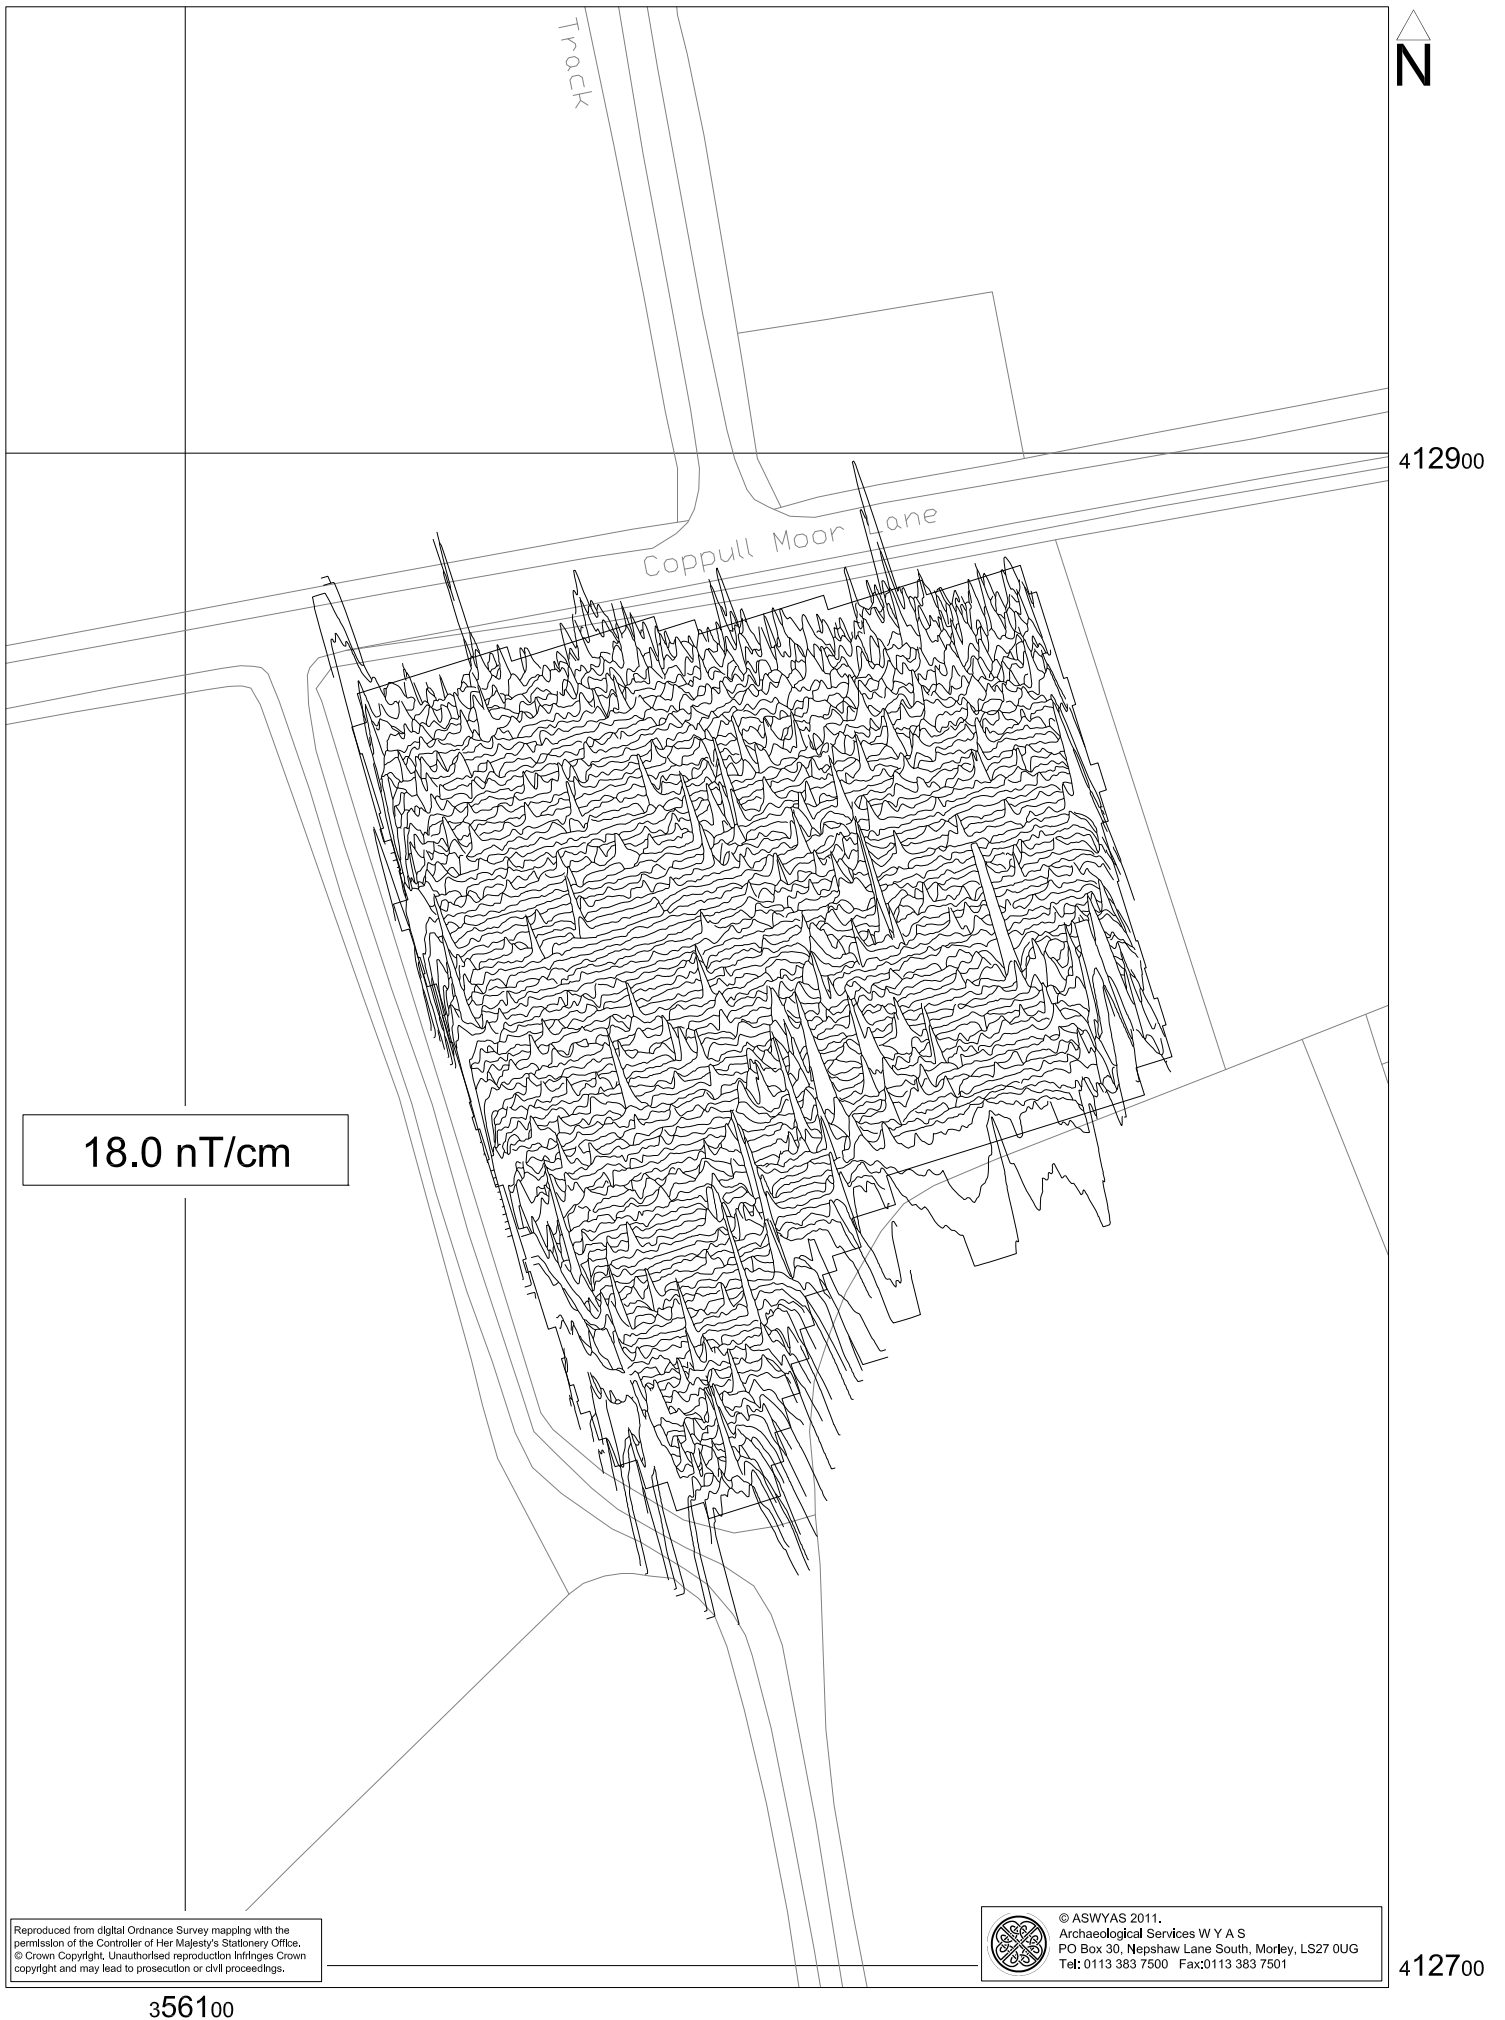 Track
N
412900
Coppull Moor Lane
18.0 nT/cm
Reproduced from digital Ordnance Survey mapping with the
permission of the Controller of Her Majesty's Stationery Office.
© Crown Copyright, Unauthorised reproduction infringes Crown
copyright and may lead to prosecution or civil proceedings.
© ASWYAS 2011.
Archaeological Services W Y A S
PO Box 30, Nepshaw Lane South, Morley, LS27 0UG
Tel: 0113 383 7500 Fax:0113 383 7501
412700
356100